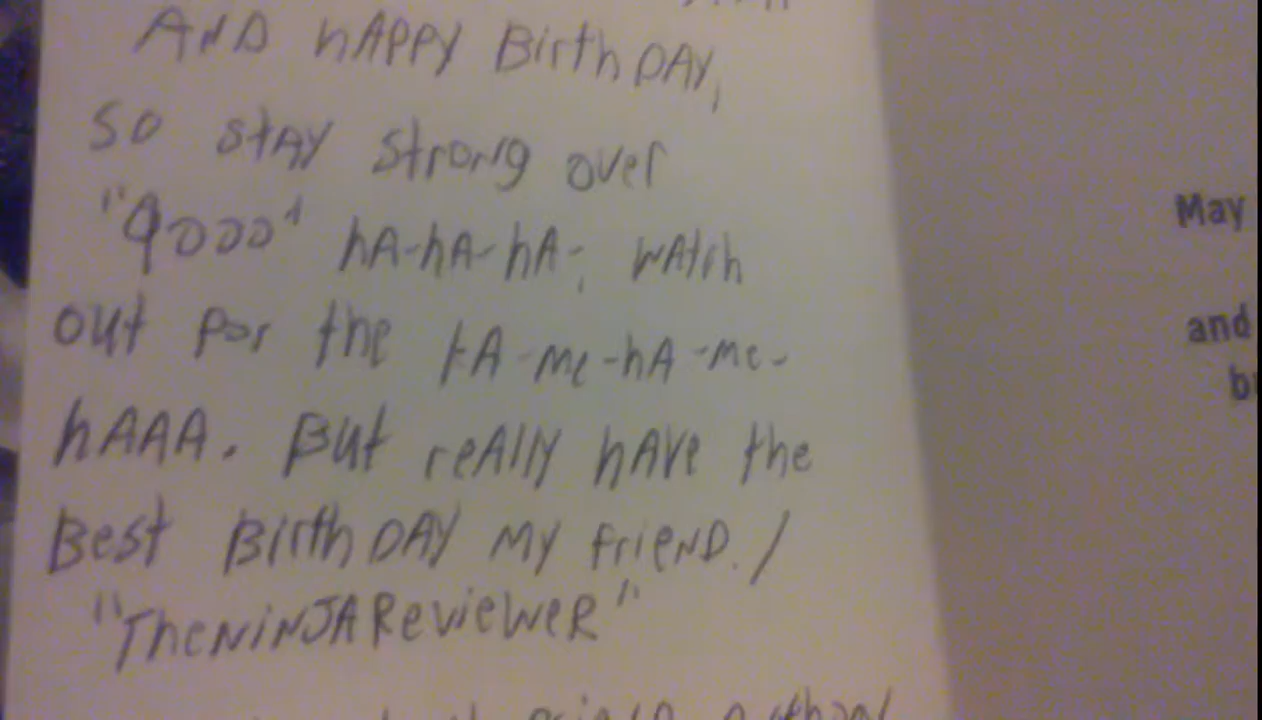 AND hAPPY BirthDAY,
so stAy strong over
"9000" hA-hA-hA-, wAtch
out for the kA-me-hA-me-
hAAA. But reAlly hAve the
Best BirthDAY my frieND./
"TheNiNJAReviewer"
May
and